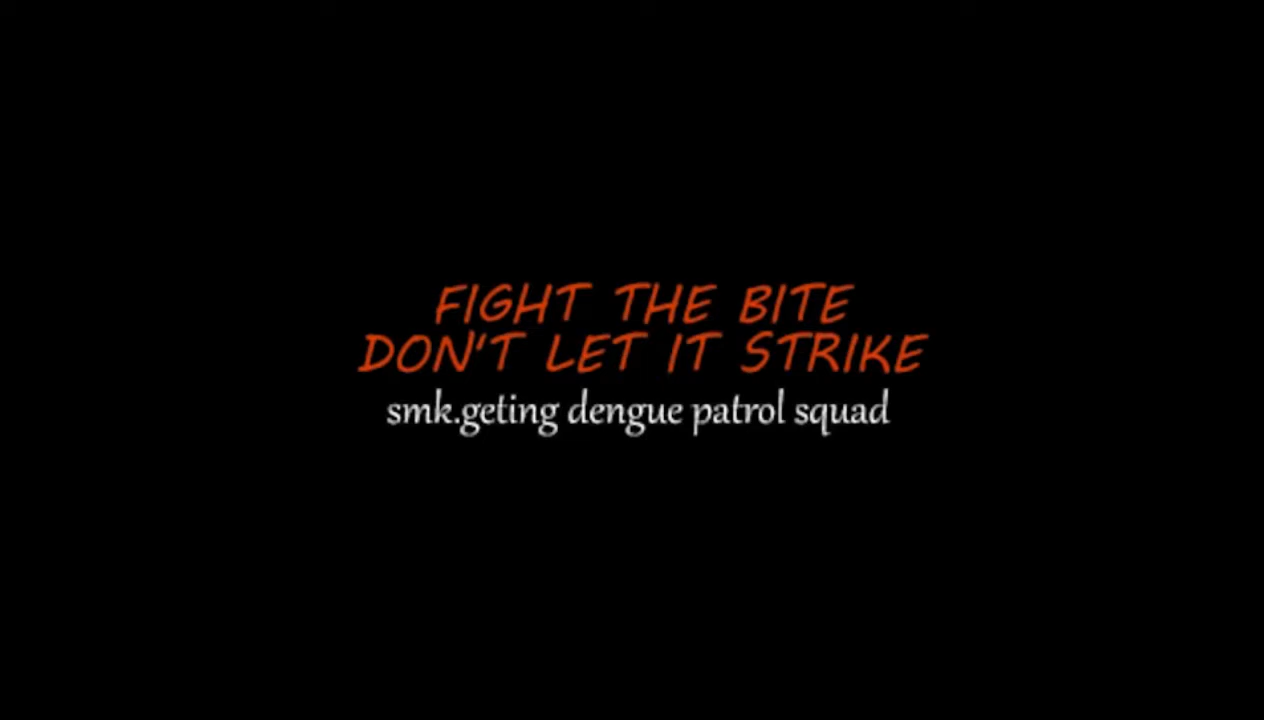 FIGHT THE BITE
DON'T LET IT STRIKE
smk.geting dengue patrol squad